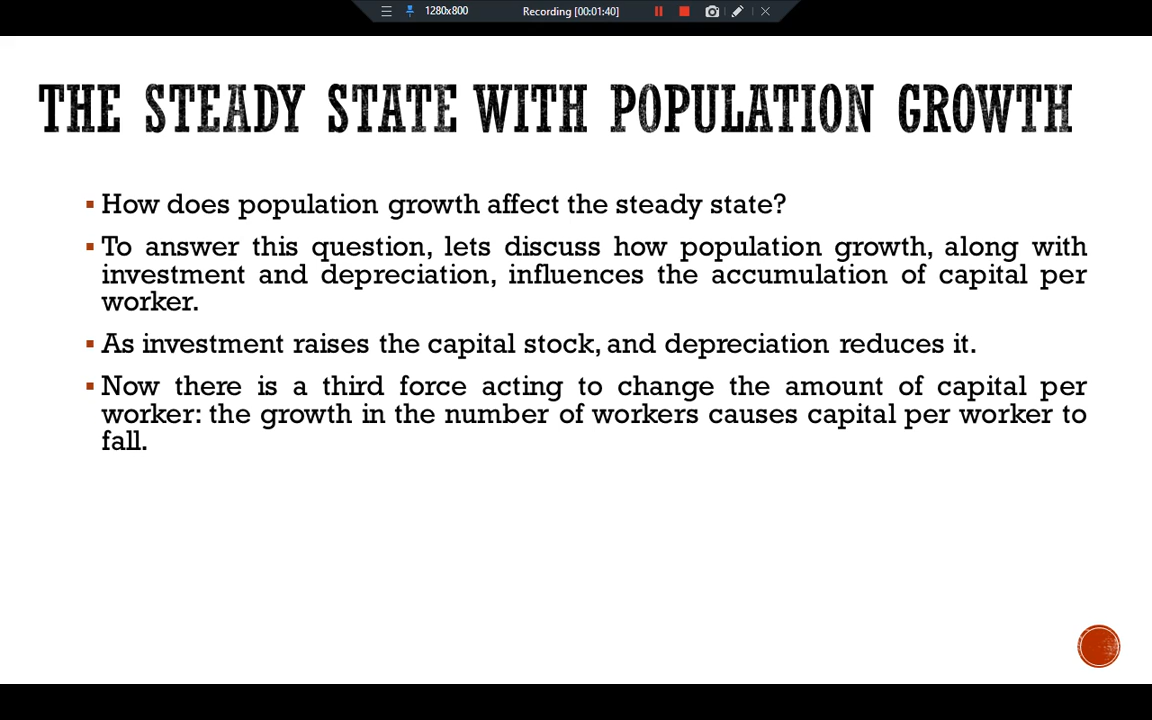 1280x800
Recording [00:01:40]
THE STEADY STATE WITH POPULATION GROWTH
How does population growth affect the steady state?
To answer this question, lets discuss how population growth, along with
investment and depreciation, influences the accumulation of capital per
worker.
As investment raises the capital stock, and depreciation reduces it.
Now there is a third force acting to change the amount of capital per
worker: the growth in the number of workers causes capital per worker to
fall.